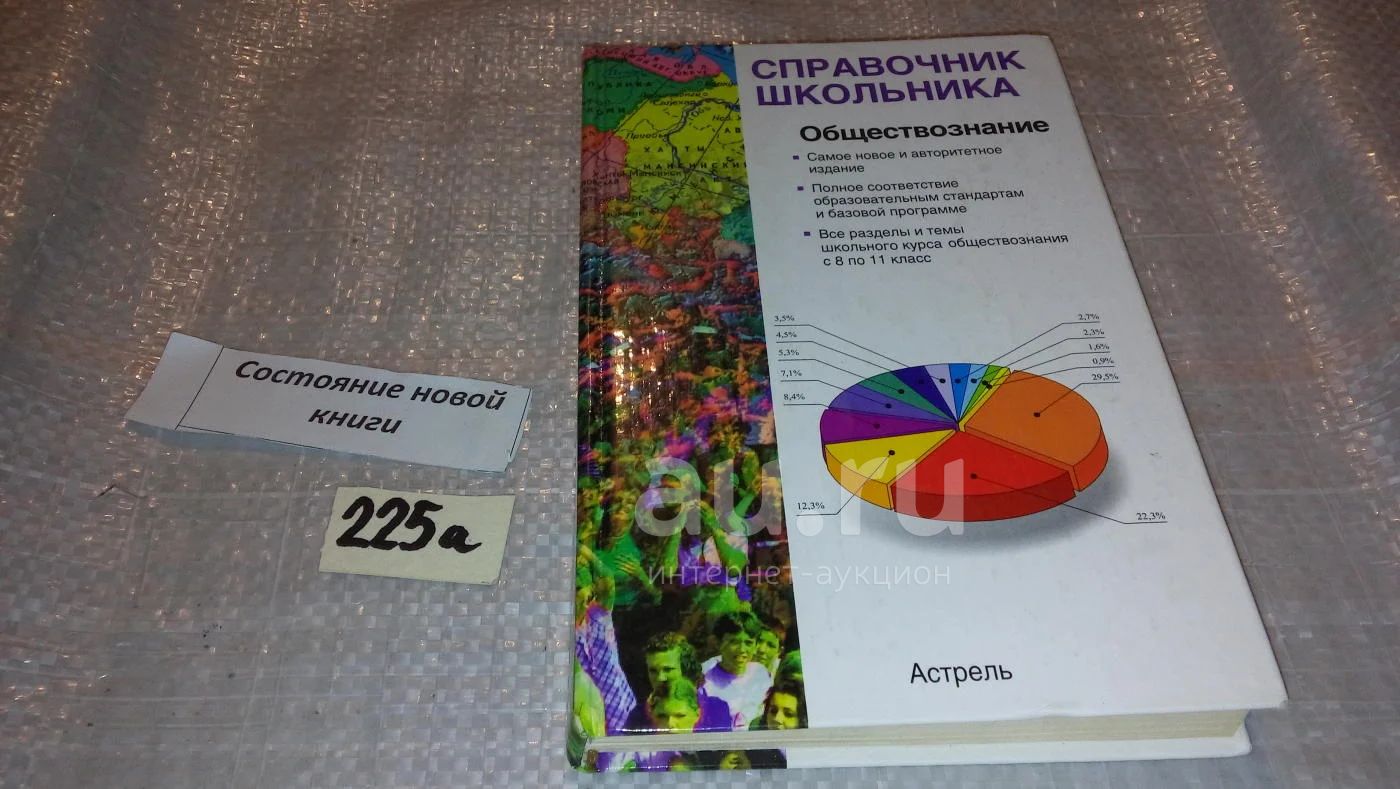 СПРАВОЧНИК
ШКОЛЬНИКА
Обществознание
Самое новое и авторитетное
издание
Полное соответствие
образовательным стандартам
и базовой программе
Все разделы и темы
школьного курса обществознания
с 8 по 11 класс
3,5%
4,5%
5,3%
7,1%
8,4%
12,3%
2,7%
2,3%
1,6%
0,9%
29,5%
22,3%
Астрель
Состояние новой
книги
225а
au.ru
интернет-аукцион
ХАНТЫ
МАНСИЙСКИЙ